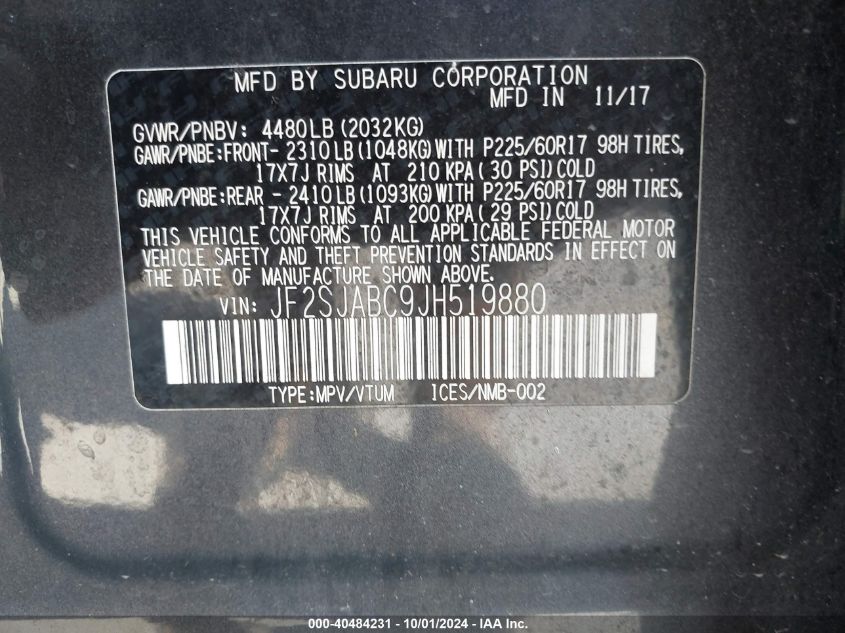 MFD BY SUBARU CORPORATION
MFD IN 11/17
GVWR/PNBV: 4480LB(2032KG)
GAWR/PNBE:FRONT- 2310LB(1048KG)WITH P225/60R17 98H TIRES,
17X7J RIMS AT 210 KPA( 30 PSI)COLD
GAWR/PNBE:REAR - 2410LB(1093KG)WITH P225/60R17 98H TIRES,
17X7J RIMS AT 200 KPA( 29 PSI)COLD
THIS VEHICLE CONFORMS TO ALL APPLICABLE FEDERAL MOTOR
VEHICLE SAFETY AND THEFT PREVENTION STANDARDS IN EFFECT ON
THE DATE OF MANUFACTURE SHOWN ABOVE.
VIN: JF2SJABC9JH519880
TYPE:MPV/VTUM ICES/NMB-002
000-40484231 - 10/01/2024 - IAA Inc.